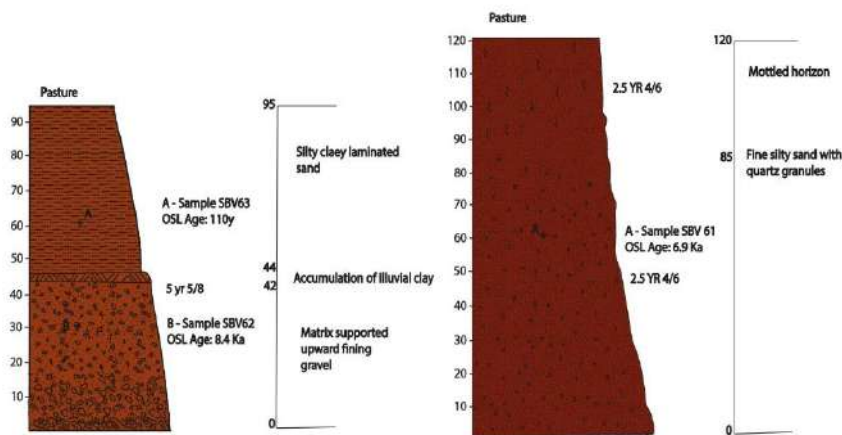 Pasture
90
80
70
60
50
40
30
20
10
A
B
A - Sample SBV63
OSL Age: 110y
5 yr 5/8
B - Sample SBV62
OSL Age: 8.4 Ka
95
Silty claey laminated
sand
44
Accumulation of illuvial clay
42
Matrix supported
upward fining
gravel
0
Pasture
120
110
100
90
80
70
60
50
40
30
20
10
A
2.5 YR 4/6
A - Sample SBV 61
OSL Age: 6.9 Ka
2.5 YR 4/6
120
Mottled horizon
85
Fine silty sand with
quartz granules
0